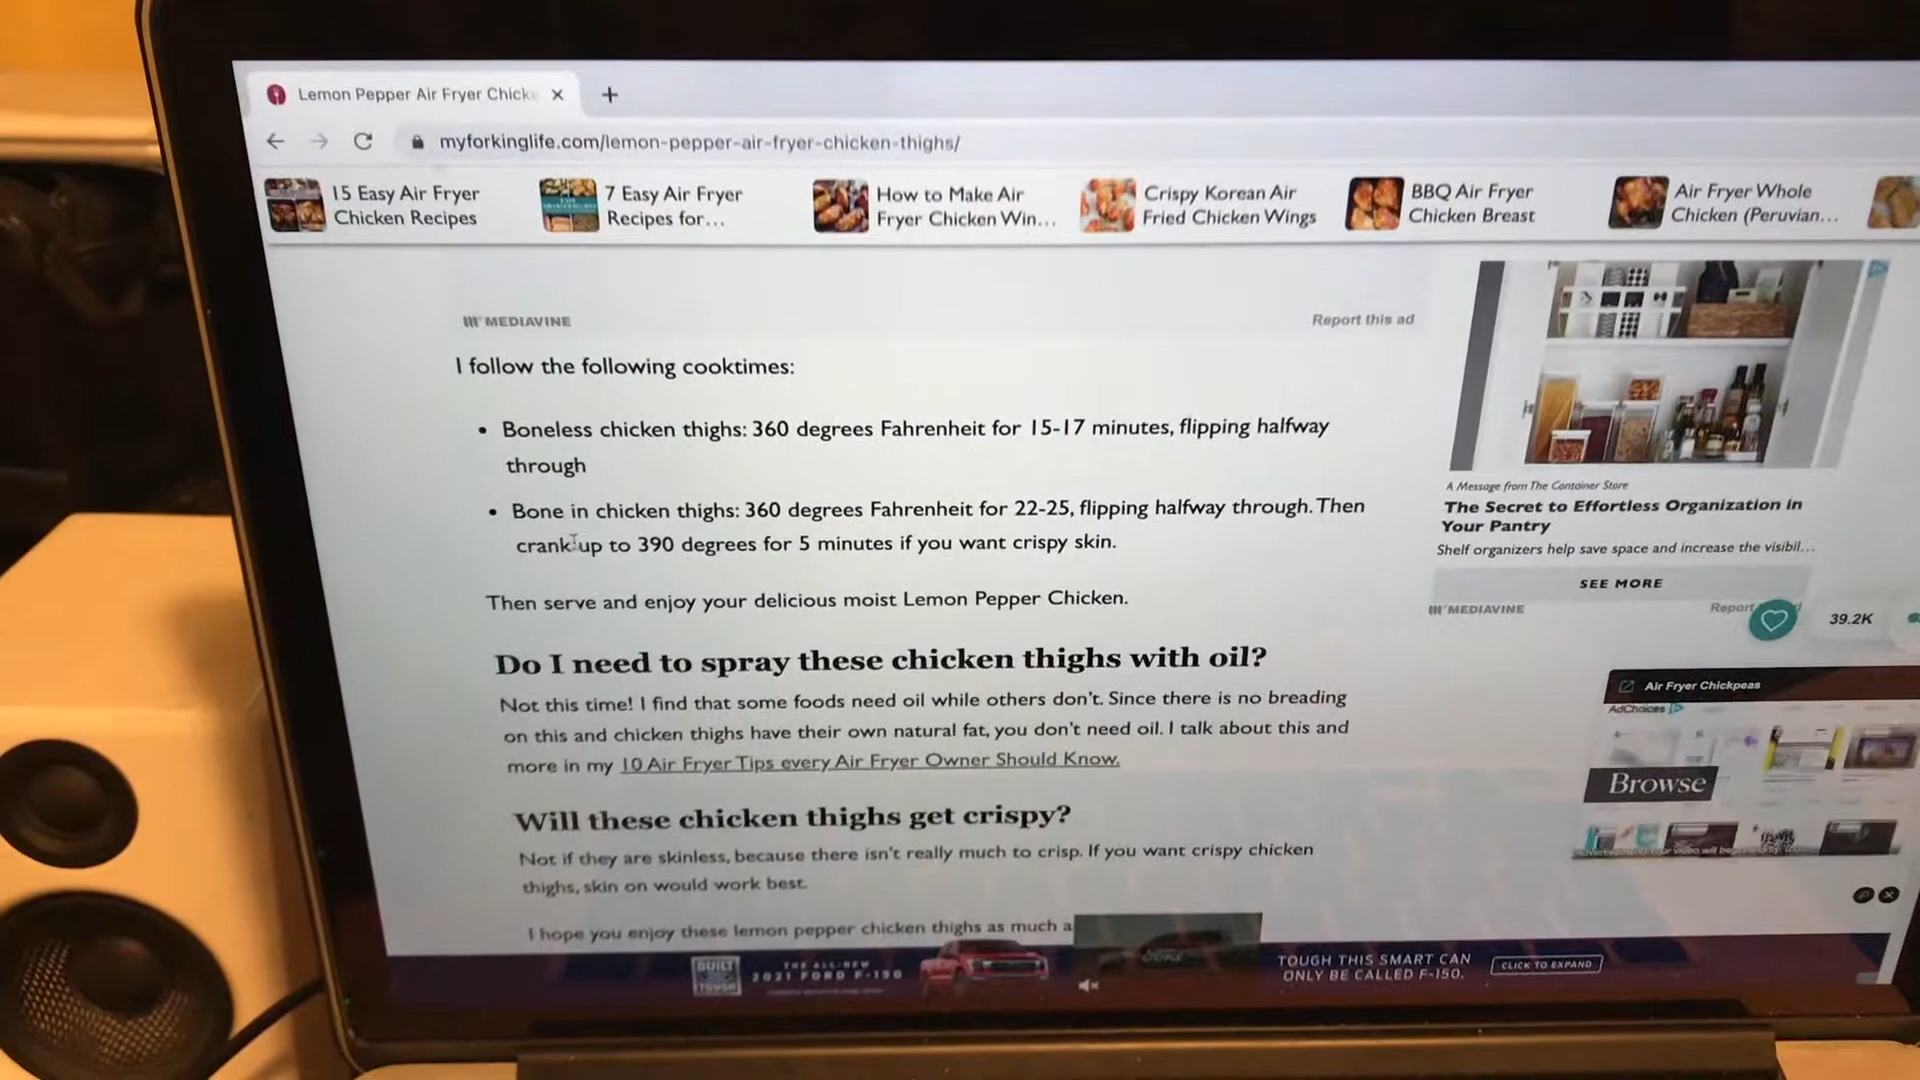 Lemon Pepper Air Fryer Chicke
myforkinglife.com/lemon-pepper-air-fryer-chicken-thighs/
15 Easy Air Fryer
Chicken Recipes
7 Easy Air Fryer
Recipes for...
How to Make Air
Fryer Chicken Win...
Crispy Korean Air
Fried Chicken Wings
BBQ Air Fryer
Chicken Breast
Air Fryer Whole
Chicken (Peruvian...
MEDIAVINE
Report this ad
I follow the following cooktimes:
• Boneless chicken thighs: 360 degrees Fahrenheit for 15-17 minutes, flipping halfway
through
• Bone in chicken thighs: 360 degrees Fahrenheit for 22-25, flipping halfway through. Then
crank up to 390 degrees for 5 minutes if you want crispy skin.
Then serve and enjoy your delicious moist Lemon Pepper Chicken.
Do I need to spray these chicken thighs with oil?
Not this time! I find that some foods need oil while others don't. Since there is no breading
on this and chicken thighs have their own natural fat, you don't need oil. I talk about this and
more in my 10 Air Fryer Tips every Air Fryer Owner Should Know.
Will these chicken thighs get crispy?
Not if they are skinless, because there isn't really much to crisp. If you want crispy chicken
thighs, skin on would work best.
I hope you enjoy these lemon pepper chicken thighs as much a
A Message from The Container Store
The Secret to Effortless Organization in
Your Pantry
Shelf organizers help save space and increase the visibil...
SEE MORE
MEDIAVINE
Report
39.2K
Air Fryer Chickpeas
AdChoices
Browse
BUILT
TOUGH
THE ALL-NEW
2021 FORD F-150
TOUGH THIS SMART CAN
ONLY BE CALLED F-150.
CLICK TO EXPAND